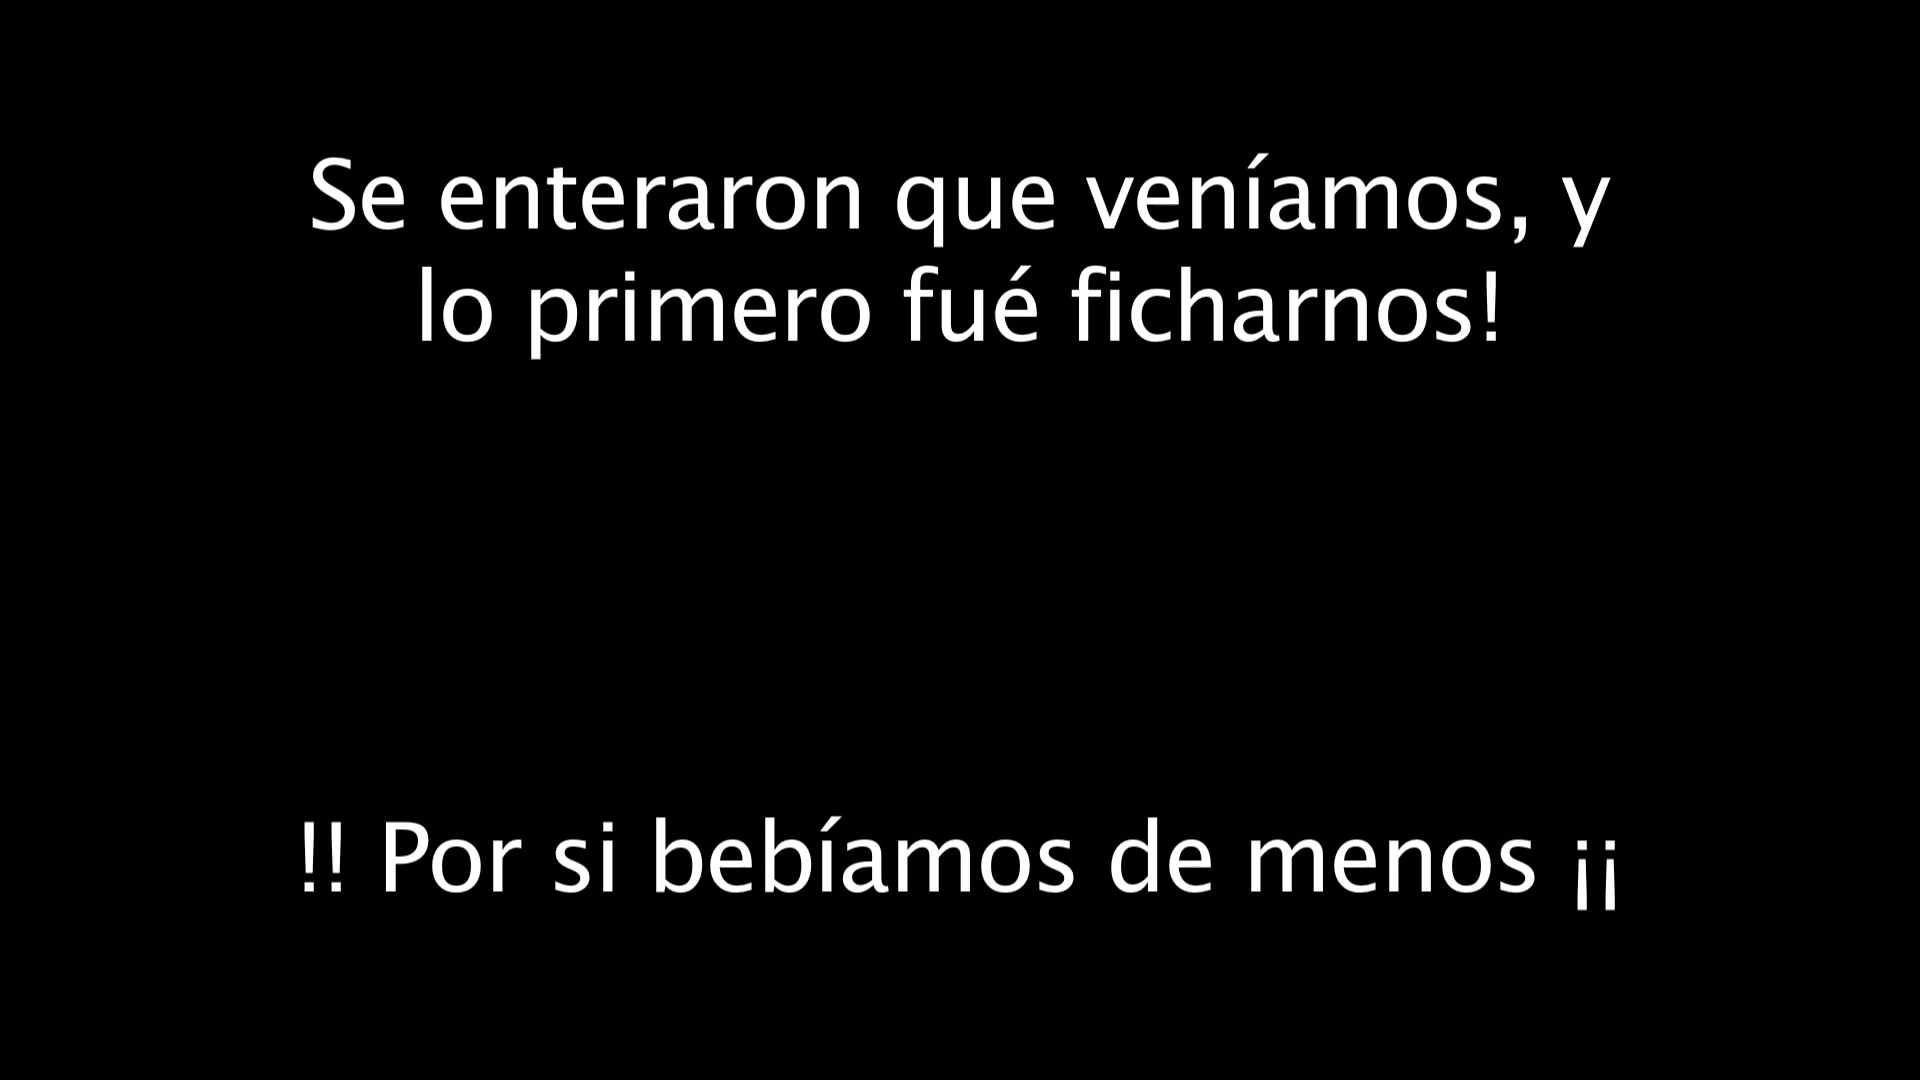 Se enteraron que veníamos, y
lo primero fué ficharnos!
!! Por si bebíamos de menos ¡¡